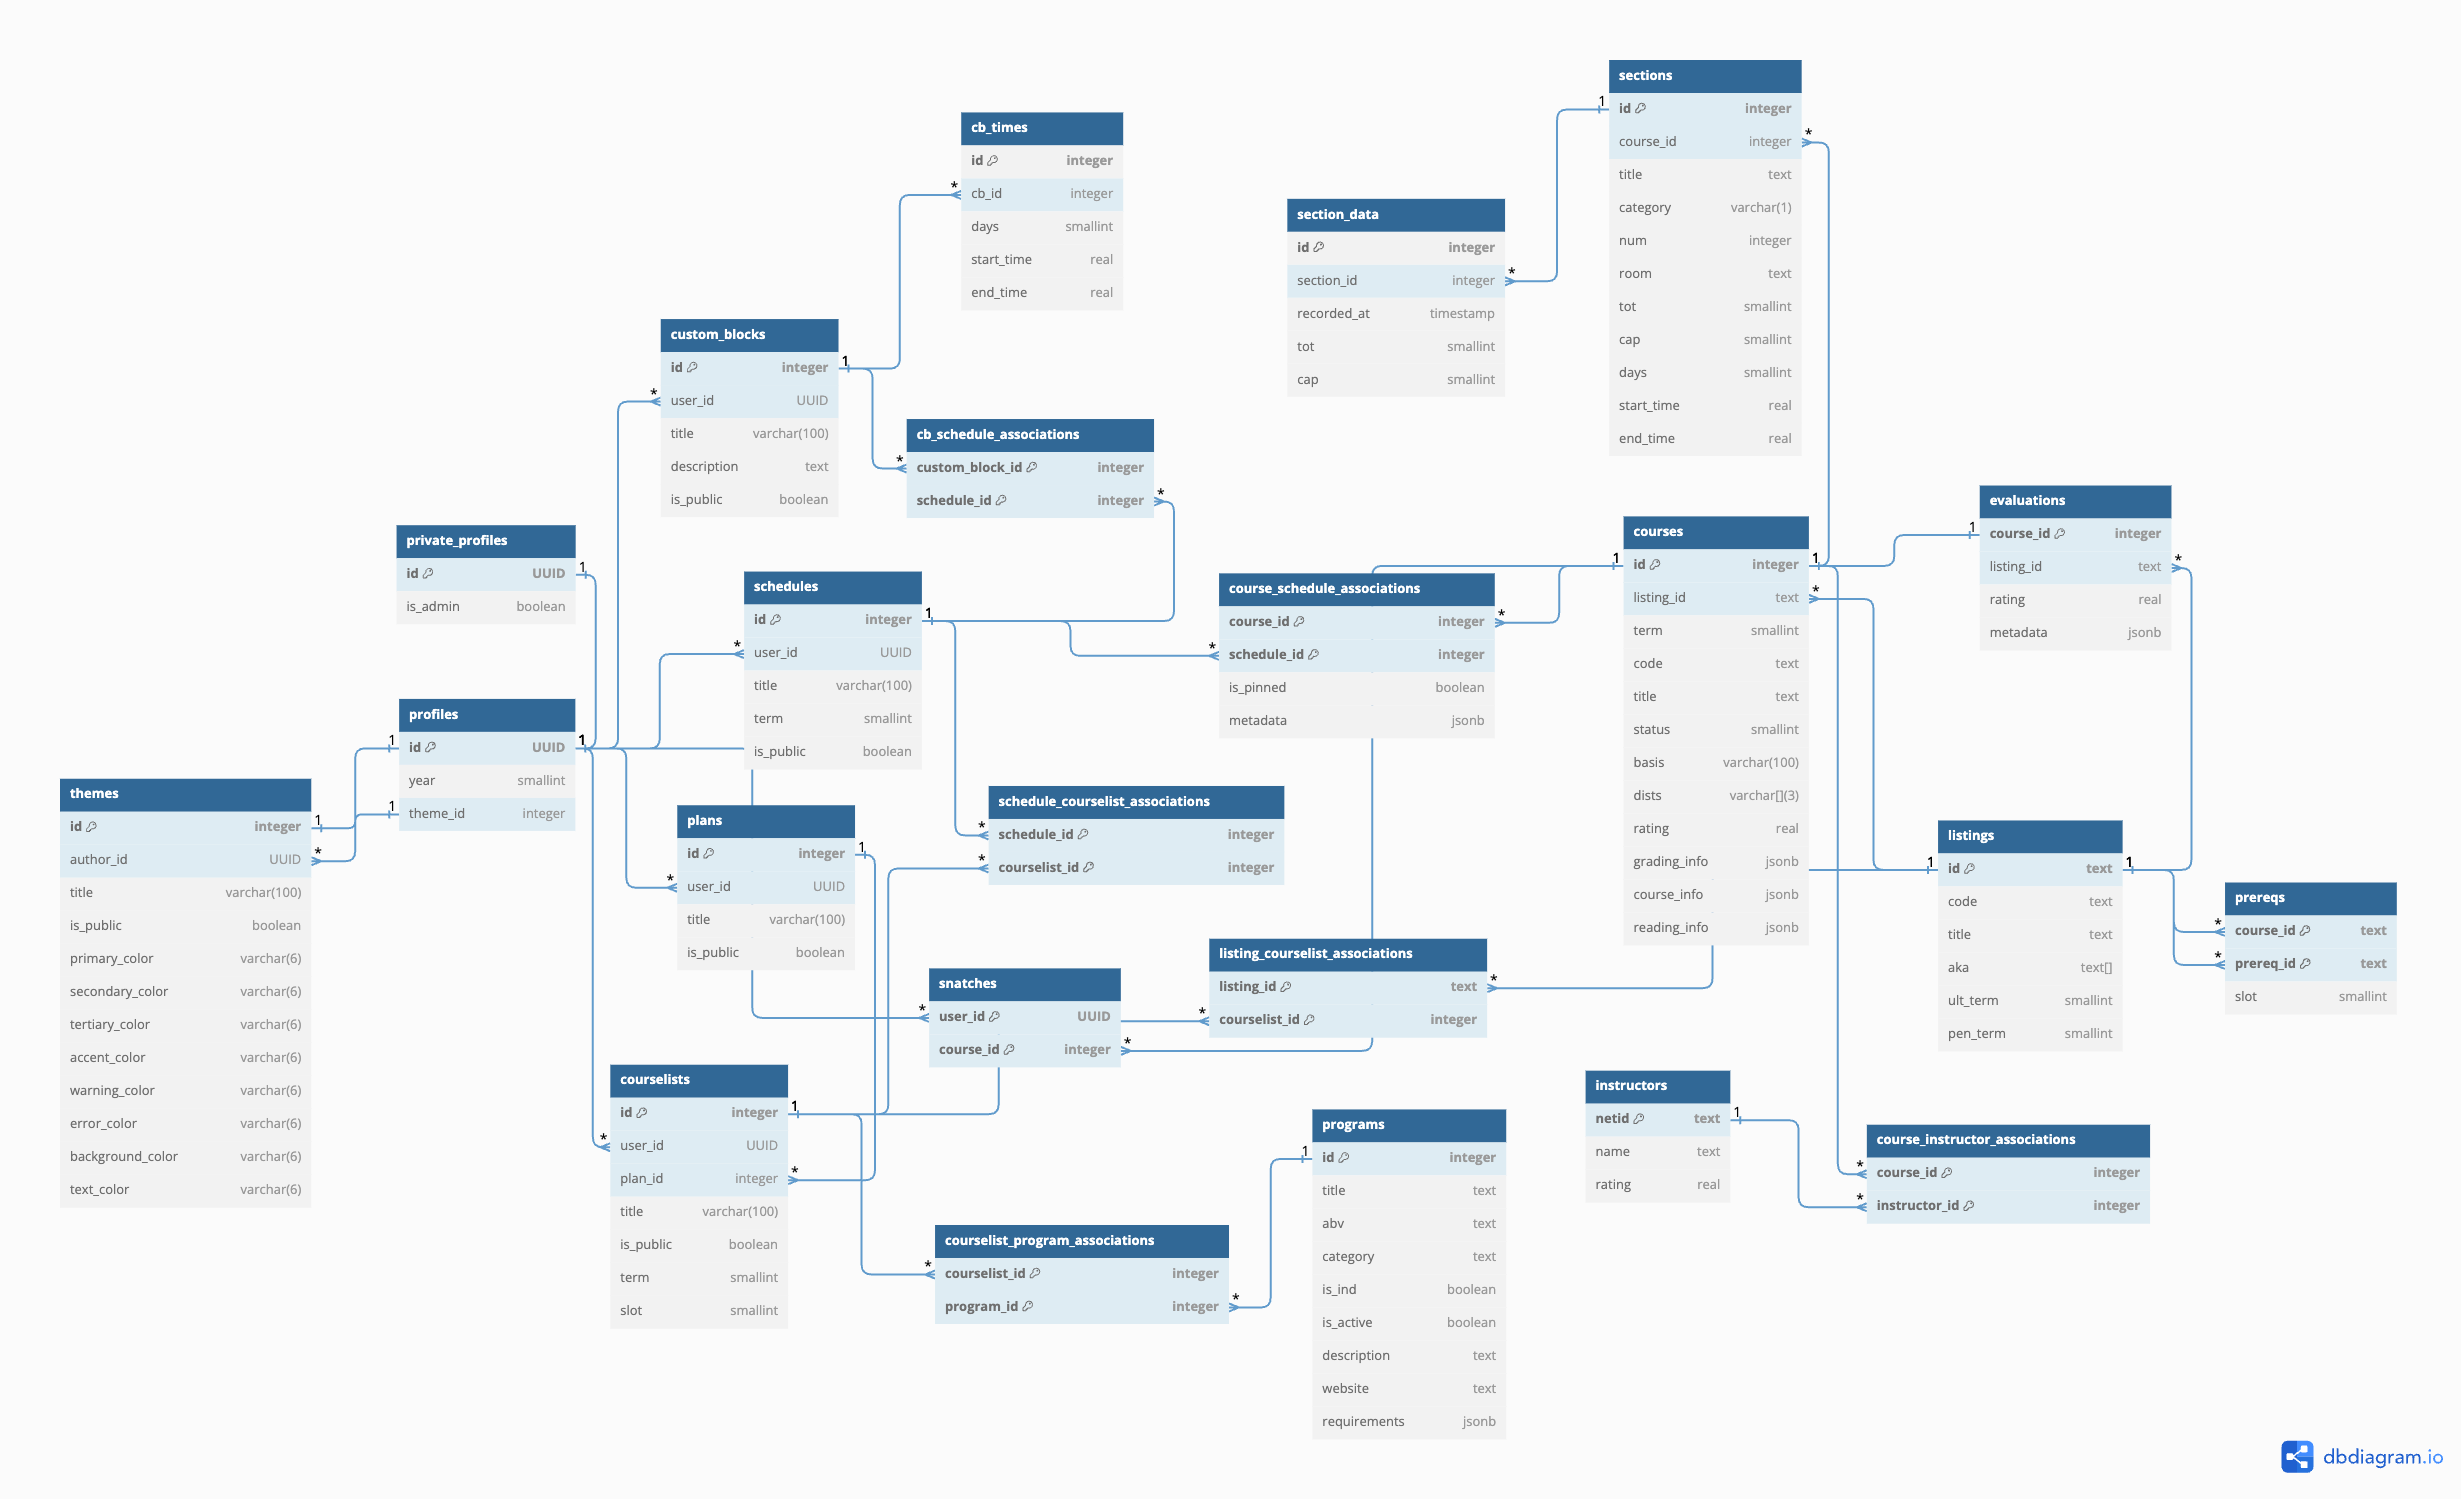 sections
id integer
course_id integer
title text
category varchar(1)
num integer
room text
tot smallint
cap smallint
days smallint
start_time real
end_time real
cb_times
id integer
cb_id integer
days smallint
start_time real
end_time real
section_data
id integer
section_id integer
recorded_at timestamp
tot smallint
cap smallint
custom_blocks
id integer
user_id UUID
title varchar(100)
description text
is_public boolean
cb_schedule_associations
custom_block_id integer
schedule_id integer
evaluations
course_id integer
listing_id text
rating real
metadata jsonb
courses
id integer
listing_id text
term smallint
code text
title text
status smallint
basis varchar(100)
dists varchar[](3)
rating real
grading_info jsonb
course_info jsonb
reading_info jsonb
private_profiles
id UUID
is_admin boolean
schedules
id integer
user_id UUID
title varchar(100)
term smallint
is_public boolean
course_schedule_associations
course_id integer
schedule_id integer
is_pinned boolean
metadata jsonb
profiles
id UUID
year smallint
theme_id integer
themes
id integer
author_id UUID
title varchar(100)
is_public boolean
primary_color varchar(6)
secondary_color varchar(6)
tertiary_color varchar(6)
accent_color varchar(6)
warning_color varchar(6)
error_color varchar(6)
background_color varchar(6)
text_color varchar(6)
schedule_courselist_associations
schedule_id integer
courselist_id integer
plans
id integer
user_id UUID
title varchar(100)
is_public boolean
listings
id text
code text
title text
aka text[]
ult_term smallint
pen_term smallint
prereqs
course_id text
prereq_id text
slot smallint
listing_courselist_associations
listing_id text
courselist_id integer
snatches
user_id UUID
course_id integer
courselists
id integer
user_id UUID
plan_id integer
title varchar(100)
is_public boolean
term smallint
slot smallint
instructors
netid text
name text
rating real
programs
id integer
title text
abv text
category text
is_ind boolean
is_active boolean
description text
website text
requirements jsonb
course_instructor_associations
course_id integer
instructor_id integer
courselist_program_associations
courselist_id integer
program_id integer
dbdiagram.io